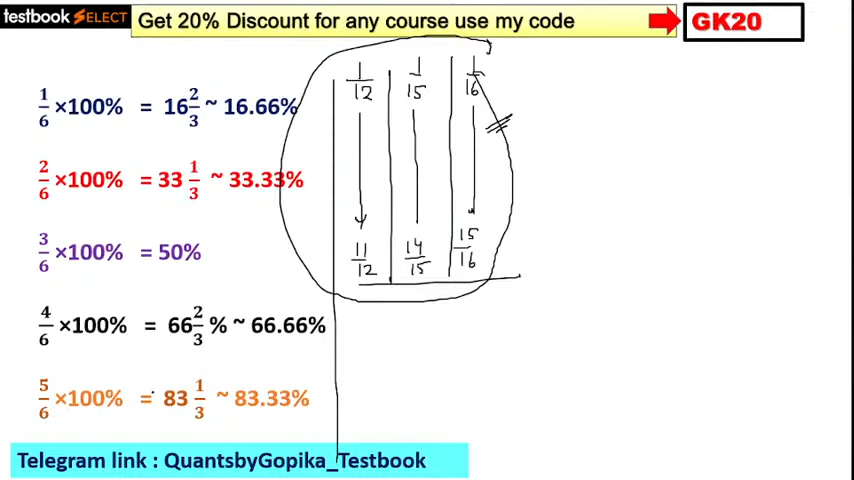 testbook SELECT
Get 20% Discount for any course use my code
GK20
1/6 ×100% = 16 2/3 ~ 16.66%
2/6 ×100% = 33 1/3 ~ 33.33%
3/6 ×100% = 50%
4/6 ×100% = 66 2/3 % ~ 66.66%
5/6 ×100% = 83 1/3 ~ 83.33%
1/12 1/15 1/16
11/12 14/15 15/16
Telegram link : QuantsbyGopika_Testbook